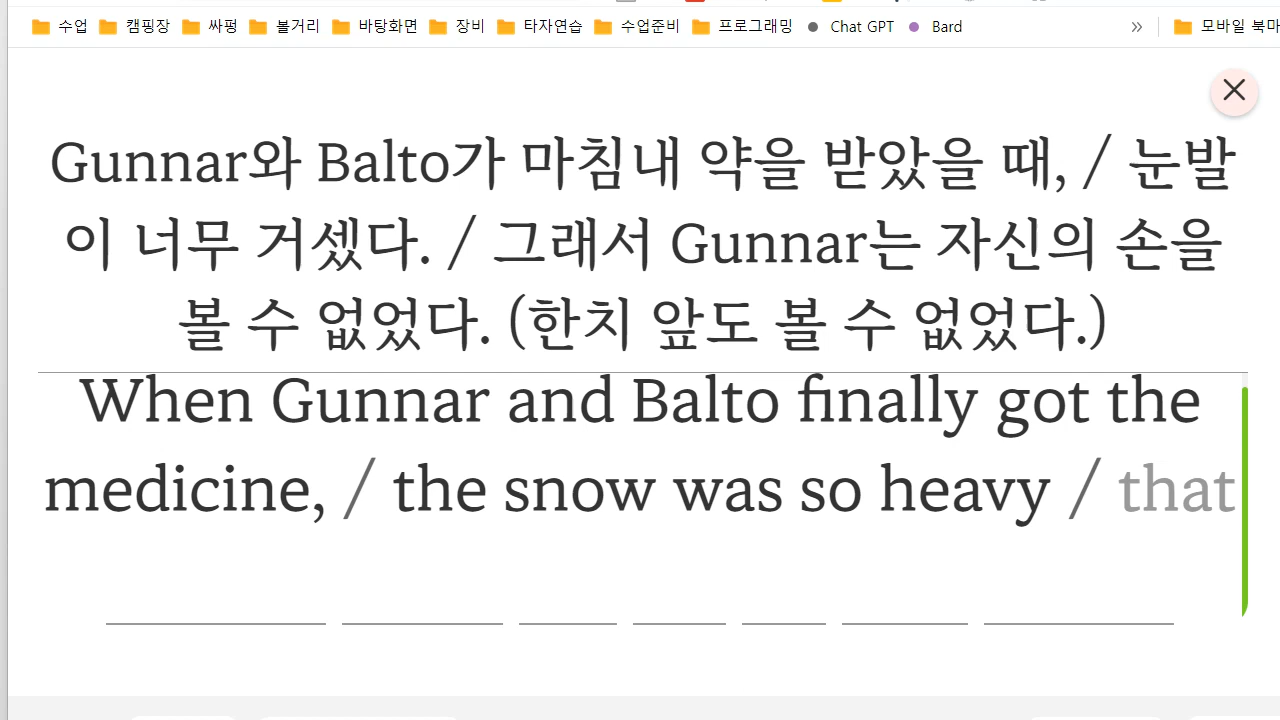 수업 캠핑장 싸펑 볼거리 바탕화면 장비 타자연습 수업준비 프로그래밍 Chat GPT Bard » 모바일 북마
Gunnar와 Balto가 마침내 약을 받았을 때, / 눈발
이 너무 거셌다. / 그래서 Gunnar는 자신의 손을
볼 수 없었다. (한치 앞도 볼 수 없었다.)
When Gunnar and Balto finally got the
medicine, / the snow was so heavy / that